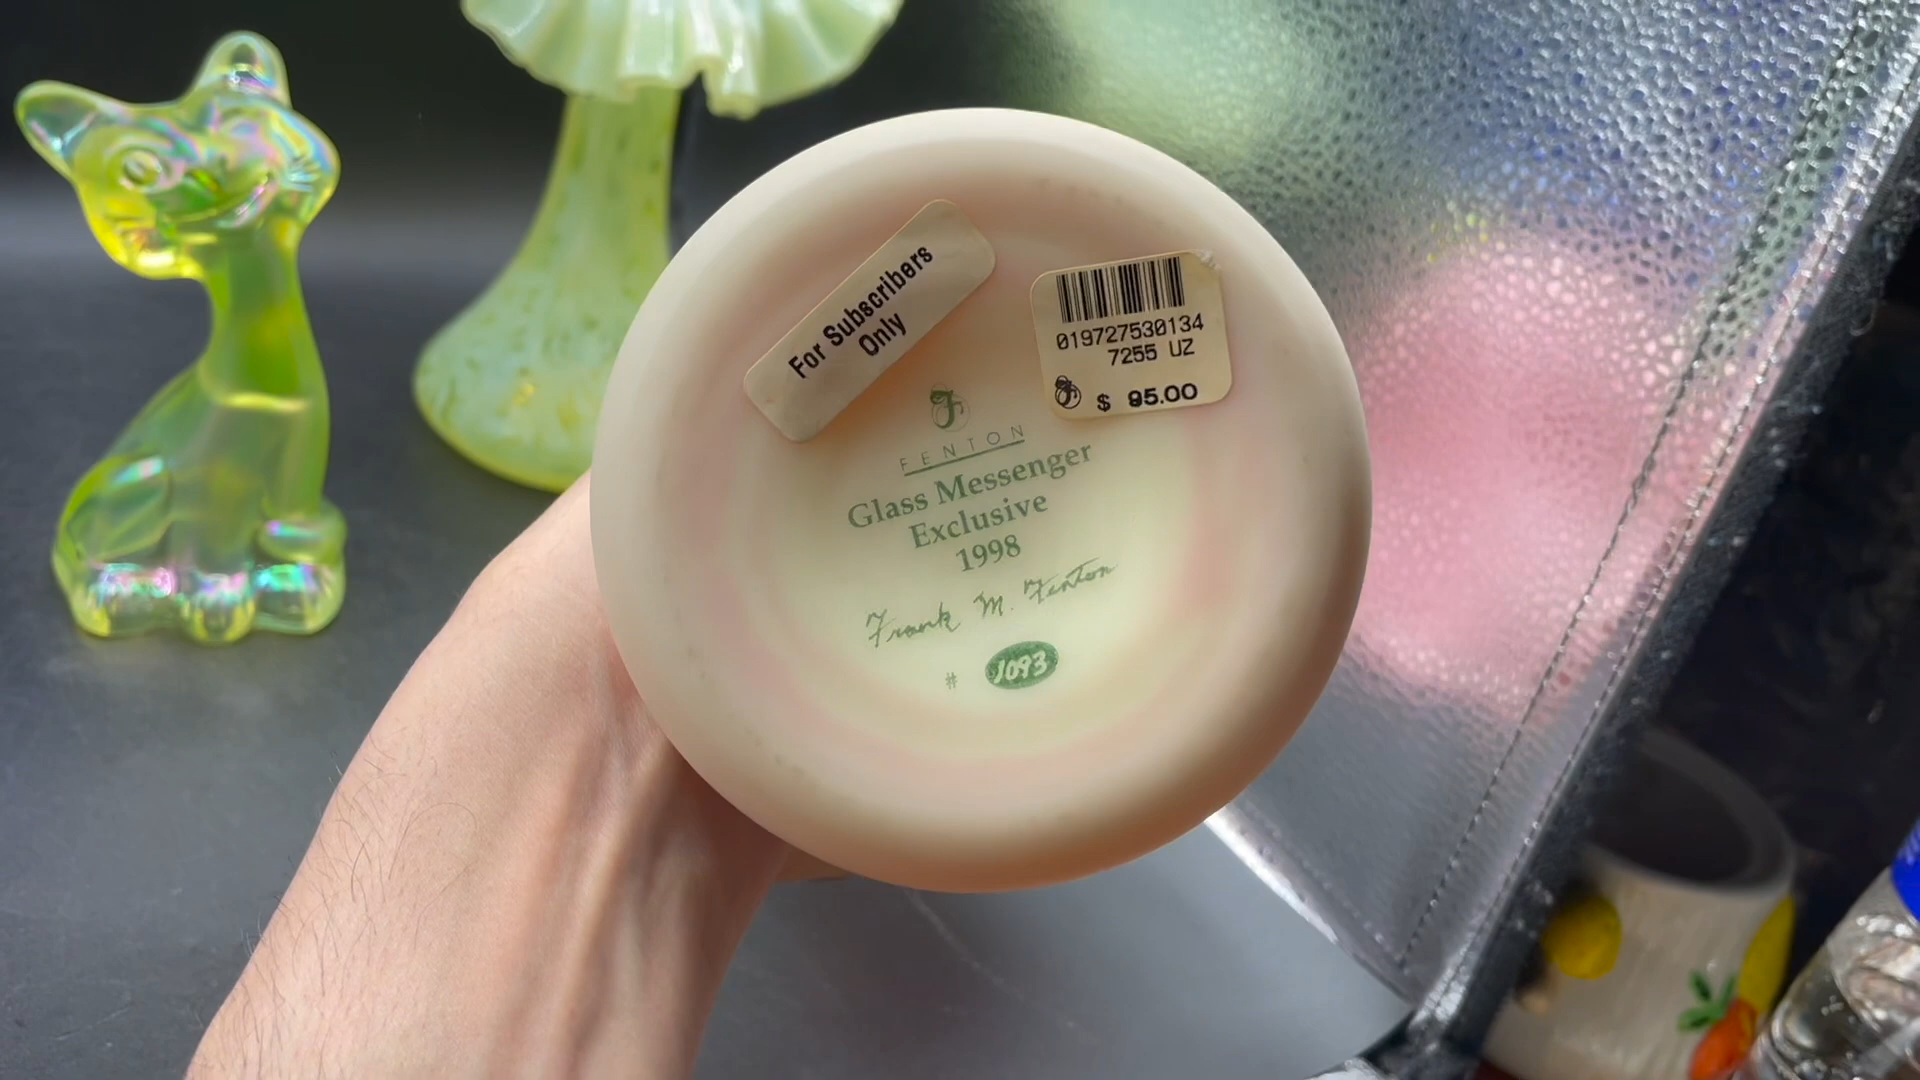 For Subscribers
Only
019727530134
7255 UZ
$ 95.00
FENTON
Glass Messenger
Exclusive
1998
Frank M. Fenton
# 1093